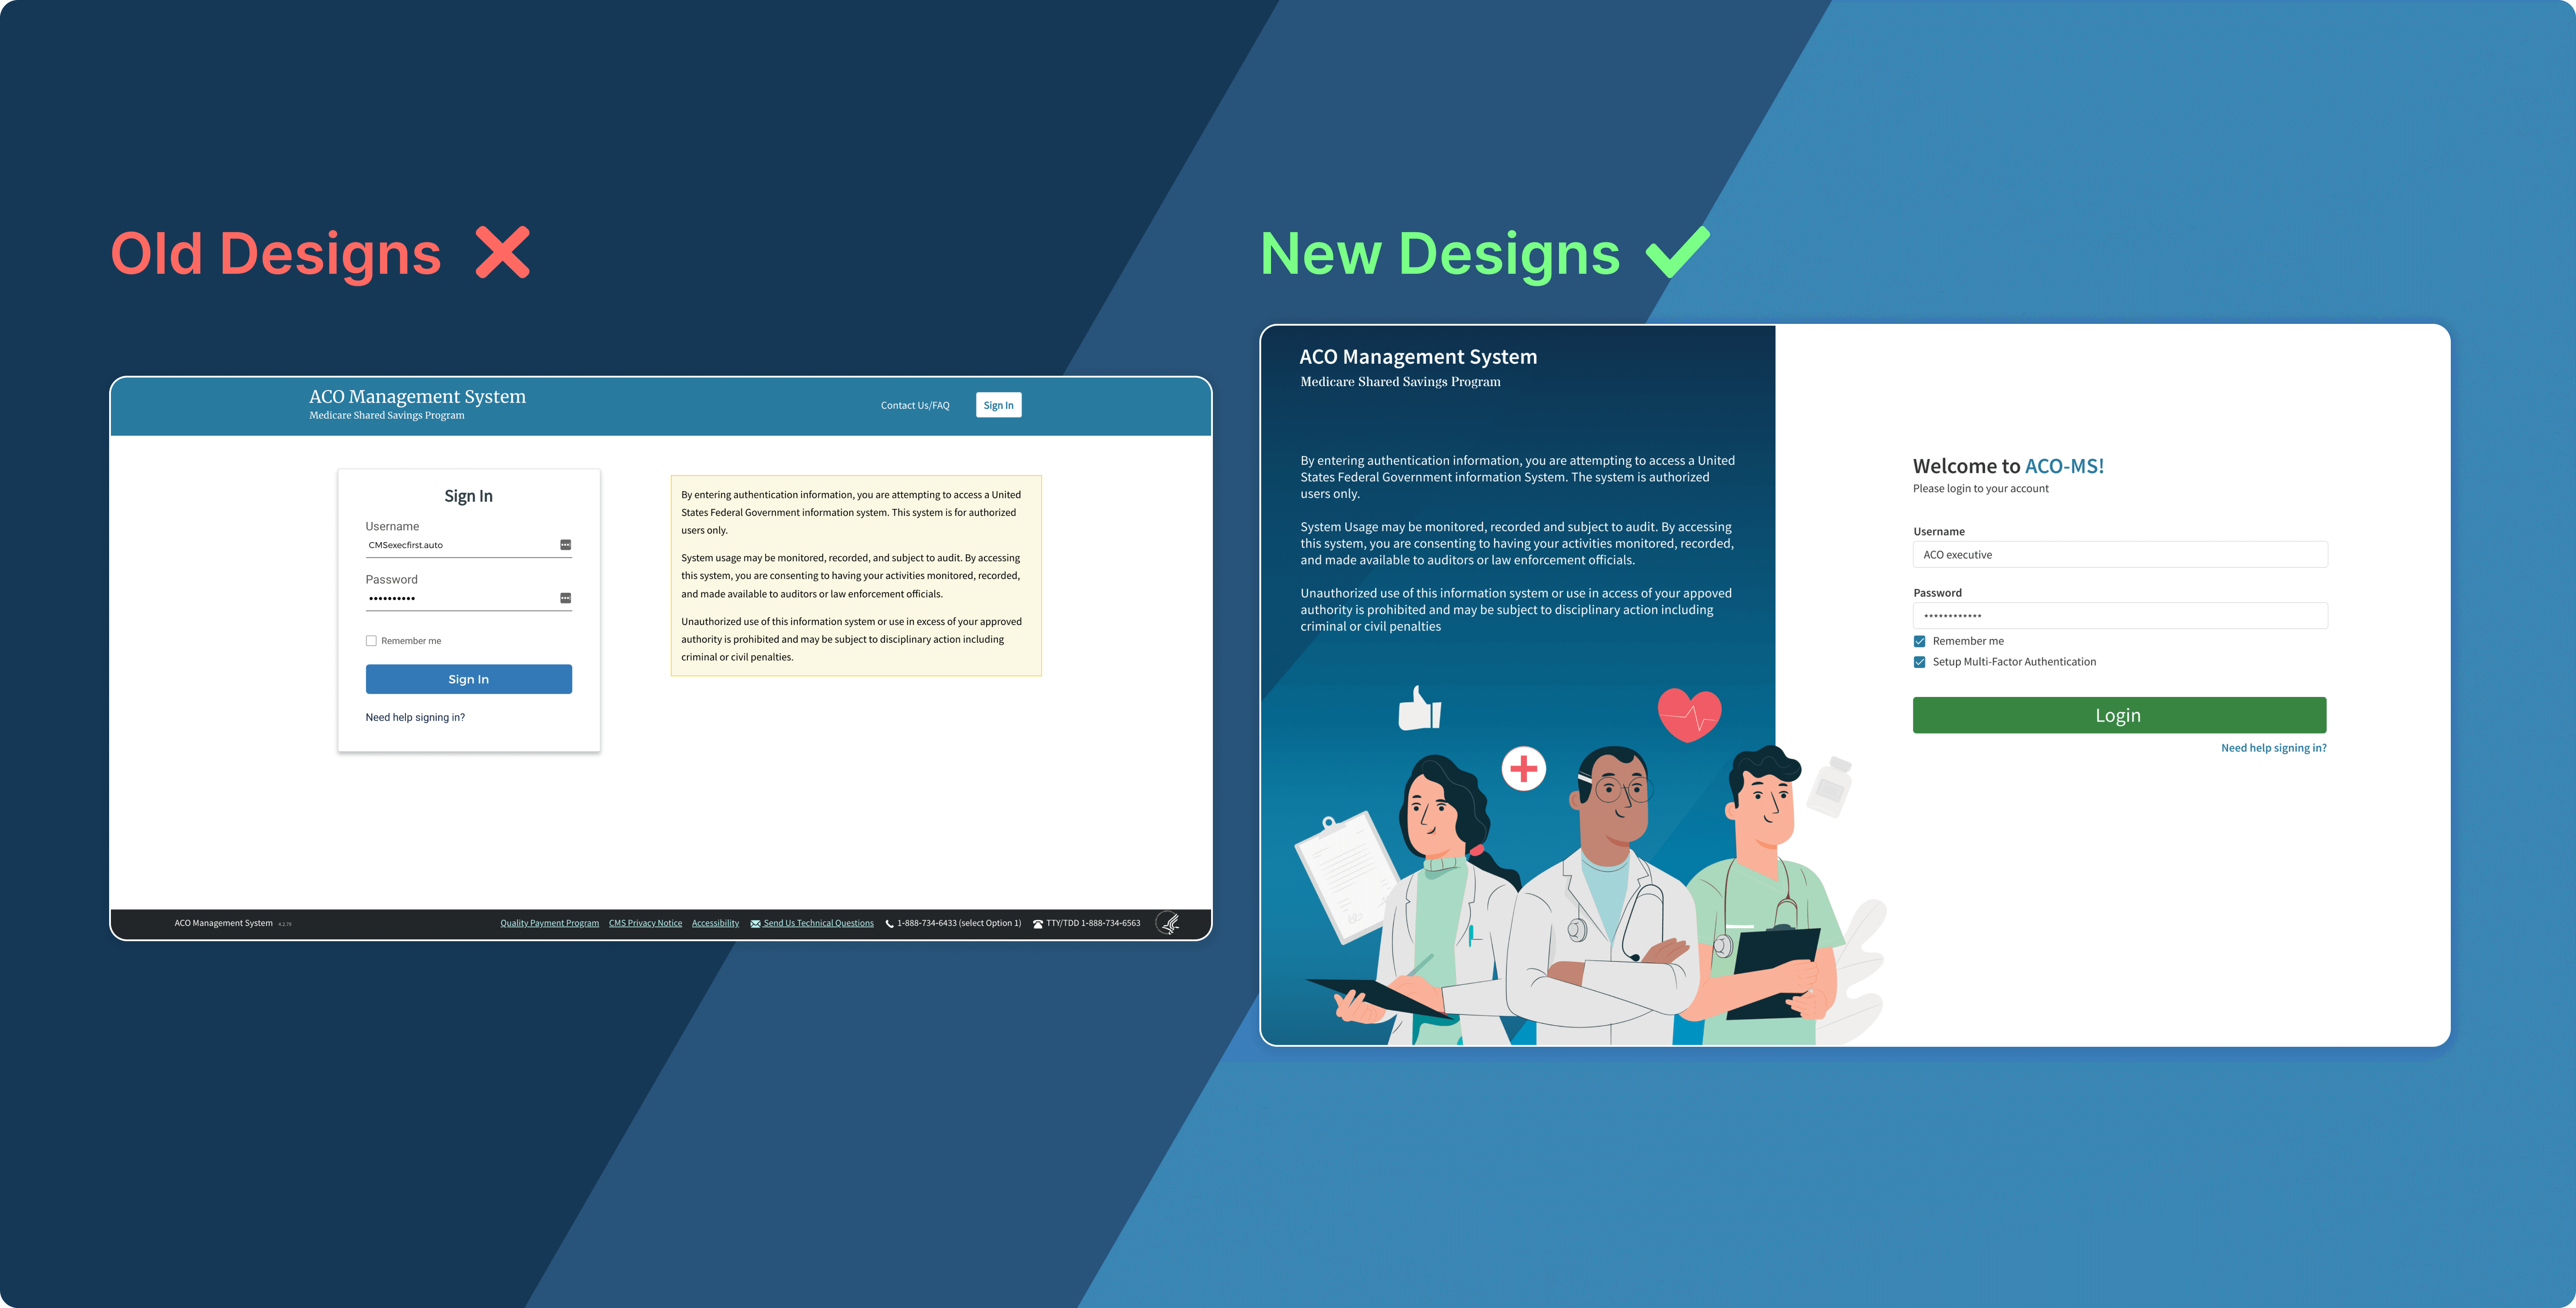 Old Designs
ACO Management System
Medicare Shared Savings Program
Contact Us/FAQ
Sign In
Sign In
Username
CMSexecfirst.auto
Password
••••••••••
Remember me
Sign In
Need help signing in?
By entering authentication information, you are attempting to access a United
States Federal Government information system. This system is for authorized
users only.
System usage may be monitored, recorded, and subject to audit. By accessing
this system, you are consenting to having your activities monitored, recorded,
and made available to auditors or law enforcement officials.
Unauthorized use of this information system or use in excess of your approved
authority is prohibited and may be subject to disciplinary action including
criminal or civil penalties.
ACO Management System 4.2.79
Quality Payment Program
CMS Privacy Notice
Accessibility
Send Us Technical Questions
1-888-734-6433 (select Option 1)
TTY/TDD 1-888-734-6563
New Designs
ACO Management System
Medicare Shared Savings Program
By entering authentication information, you are attempting to access a United
States Federal Government information System. The system is authorized
users only.
System Usage may be monitored, recorded and subject to audit. By accessing
this system, you are consenting to having your activities monitored, recorded,
and made available to auditors or law enforcement officials.
Unauthorized use of this information system or use in access of your appoved
authority is prohibited and may be subject to disciplinary action including
criminal or civil penalties
Welcome to ACO-MS!
Please login to your account
Username
ACO executive
Password
************
Remember me
Setup Multi-Factor Authentication
Login
Need help signing in?